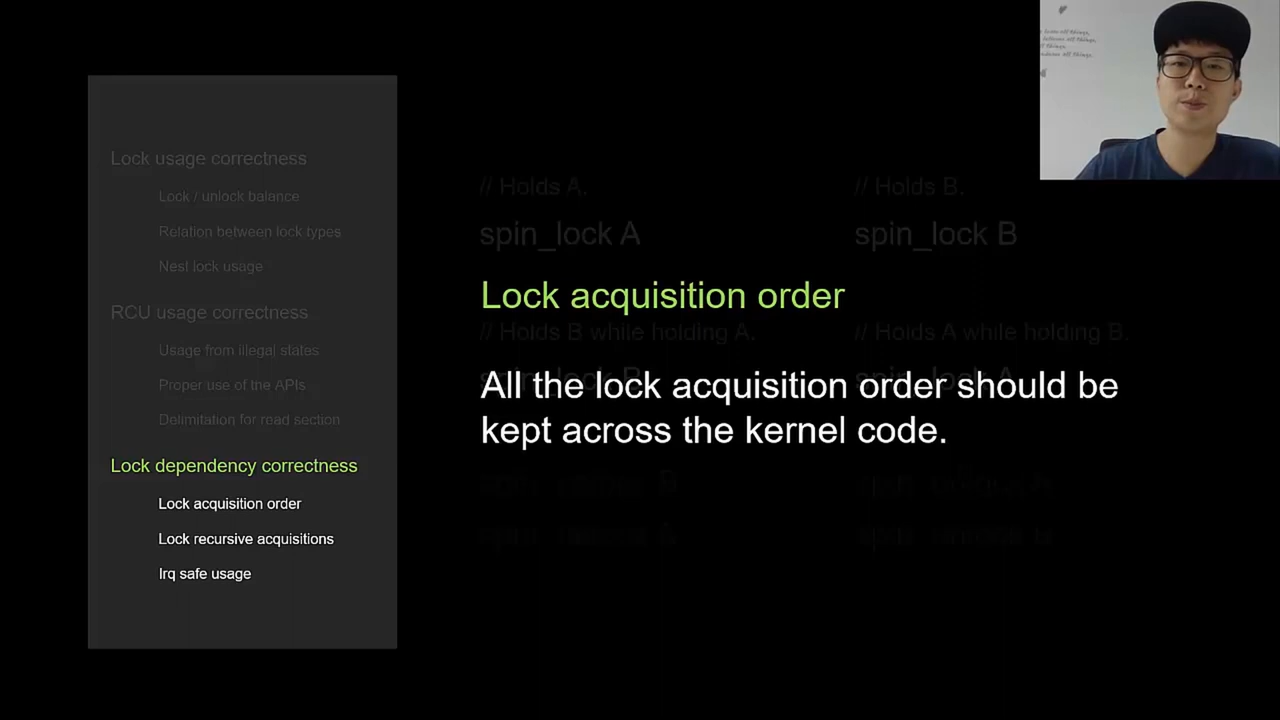 Lock usage correctness
Lock / unlock balance
Relation between lock types
Nest lock usage
RCU usage correctness
Usage from illegal states
Proper use of the APIs
Delimitation for read section
Lock dependency correctness
Lock acquisition order
Lock recursive acquisitions
Irq safe usage
// Holds A.
spin_lock A
// Holds B.
spin_lock B
Lock acquisition order
// Holds B while holding A.
// Holds A while holding B.
All the lock acquisition order should be
kept across the kernel code.